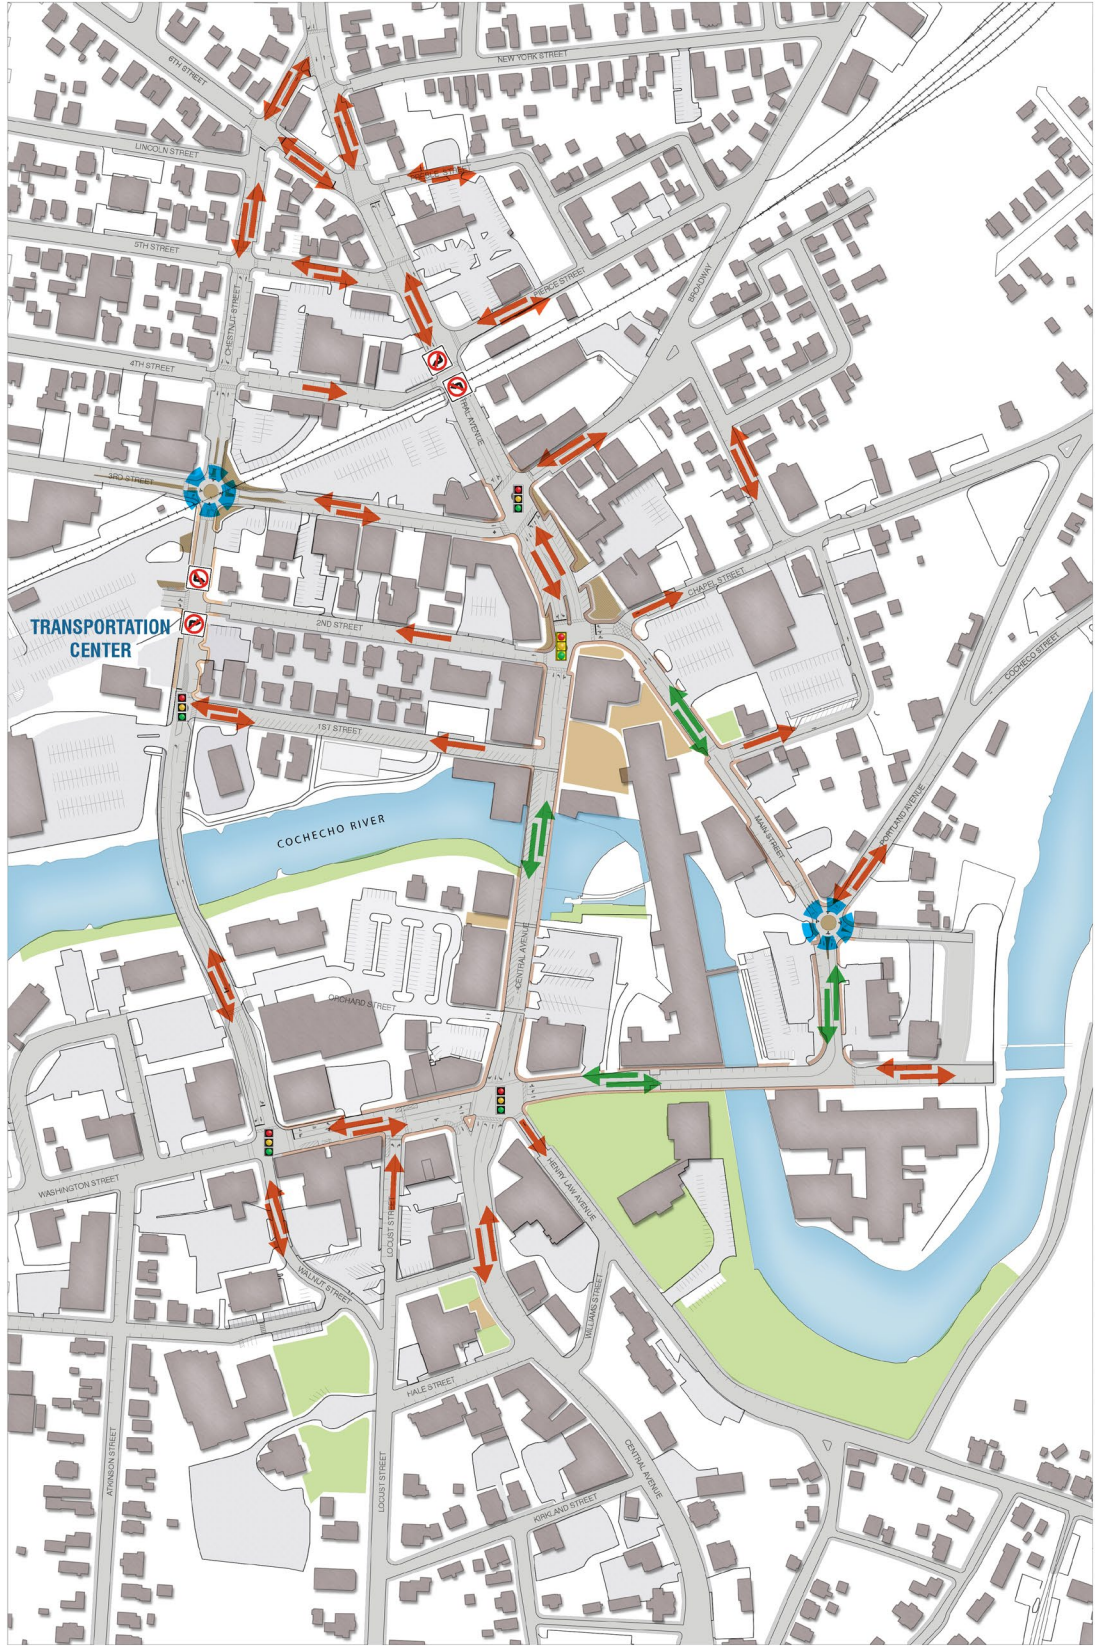 NEW YORK STREET
6TH STREET
LINCOLN STREET
5TH STREET
PIERCE STREET
BROADWAY
CHESTNUT STREET
4TH STREET
TRAL AVENUE
3RD STREET
CHAPEL STREET
2ND STREET
TRANSPORTATION
CENTER
COCHECO STREET
1ST STREET
COCHECHO RIVER
MAIN STREET
PORTLAND AVENUE
CENTRAL AVENUE
ORCHARD STREET
WASHINGTON STREET
HENRY LAW AVENUE
LOCUST STREET
WALNUT STREET
WILLIAMS STREET
HALE STREET
ATKINSON STREET
LOCUST STREET
CENTRAL AVENUE
KIRKLAND STREET